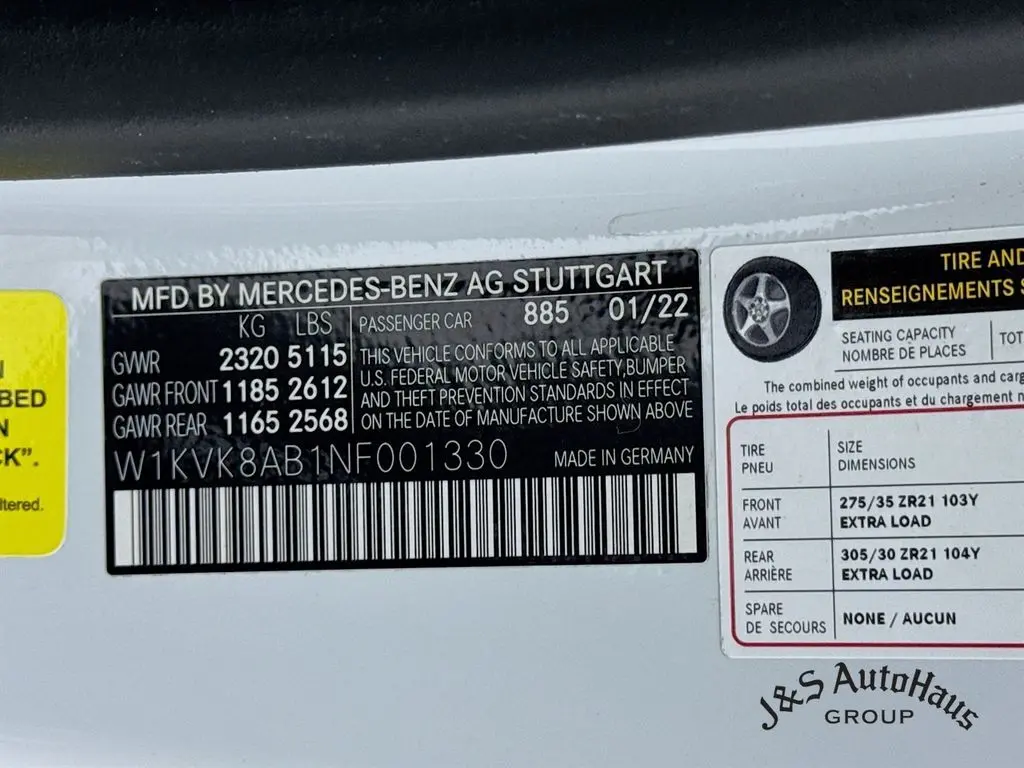 N
BED
N
CK".
ltered.
MFD BY MERCEDES-BENZ AG STUTTGART
KG LBS
PASSENGER CAR 885 01/22
GVWR 2320 5115
GAWR FRONT 1185 2612
GAWR REAR 1165 2568
THIS VEHICLE CONFORMS TO ALL APPLICABLE
U.S. FEDERAL MOTOR VEHICLE SAFETY,BUMPER
AND THEFT PREVENTION STANDARDS IN EFFECT
ON THE DATE OF MANUFACTURE SHOWN ABOVE
W1KVK8AB1NF001330 MADE IN GERMANY
TIRE AND
RENSEIGNEMENTS S
SEATING CAPACITY
NOMBRE DE PLACES
TOT
The combined weight of occupants and carg
Le poids total des occupants et du chargement n
TIRE SIZE
PNEU DIMENSIONS
FRONT 275/35 ZR21 103Y
AVANT EXTRA LOAD
REAR 305/30 ZR21 104Y
ARRIÈRE EXTRA LOAD
SPARE
DE SECOURS NONE / AUCUN
J&S AutoHaus
GROUP